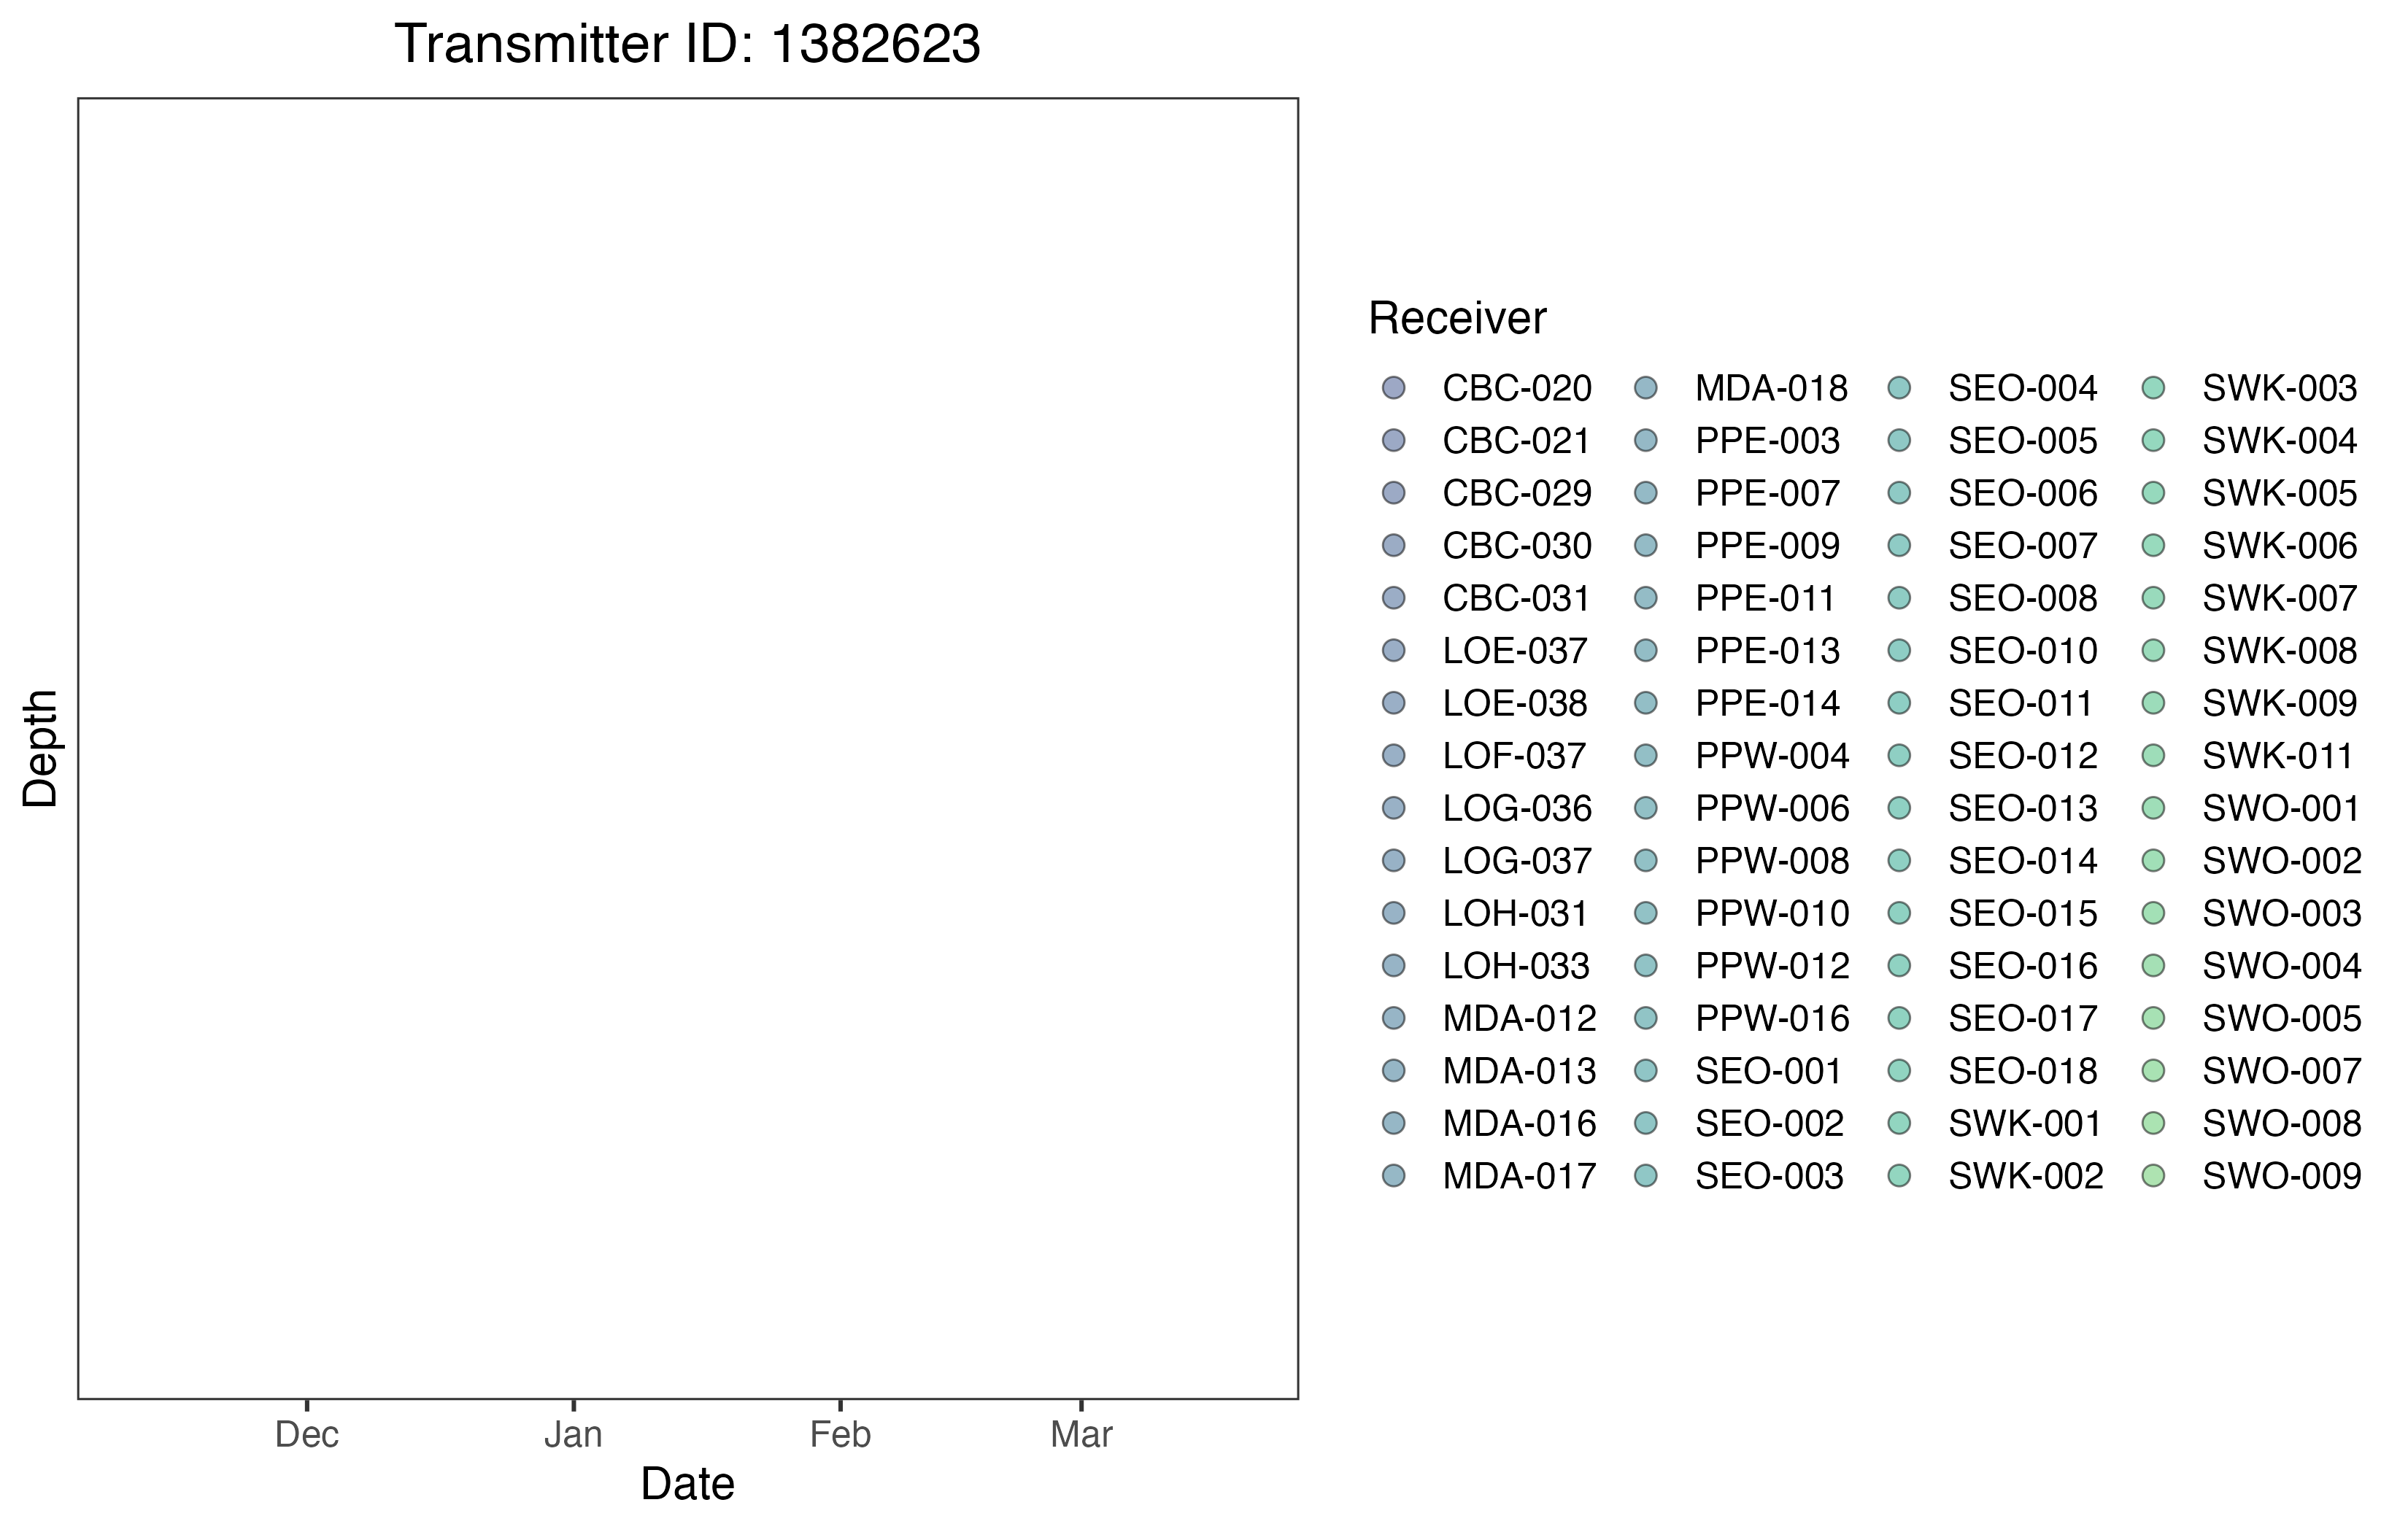 Transmitter ID: 1382623
Depth
Dec Jan Feb Mar
Date
Receiver
CBC-020 MDA-018 SEO-004 SWK-003
CBC-021 PPE-003 SEO-005 SWK-004
CBC-029 PPE-007 SEO-006 SWK-005
CBC-030 PPE-009 SEO-007 SWK-006
CBC-031 PPE-011 SEO-008 SWK-007
LOE-037 PPE-013 SEO-010 SWK-008
LOE-038 PPE-014 SEO-011 SWK-009
LOF-037 PPW-004 SEO-012 SWK-011
LOG-036 PPW-006 SEO-013 SWO-001
LOG-037 PPW-008 SEO-014 SWO-002
LOH-031 PPW-010 SEO-015 SWO-003
LOH-033 PPW-012 SEO-016 SWO-004
MDA-012 PPW-016 SEO-017 SWO-005
MDA-013 SEO-001 SEO-018 SWO-007
MDA-016 SEO-002 SWK-001 SWO-008
MDA-017 SEO-003 SWK-002 SWO-009